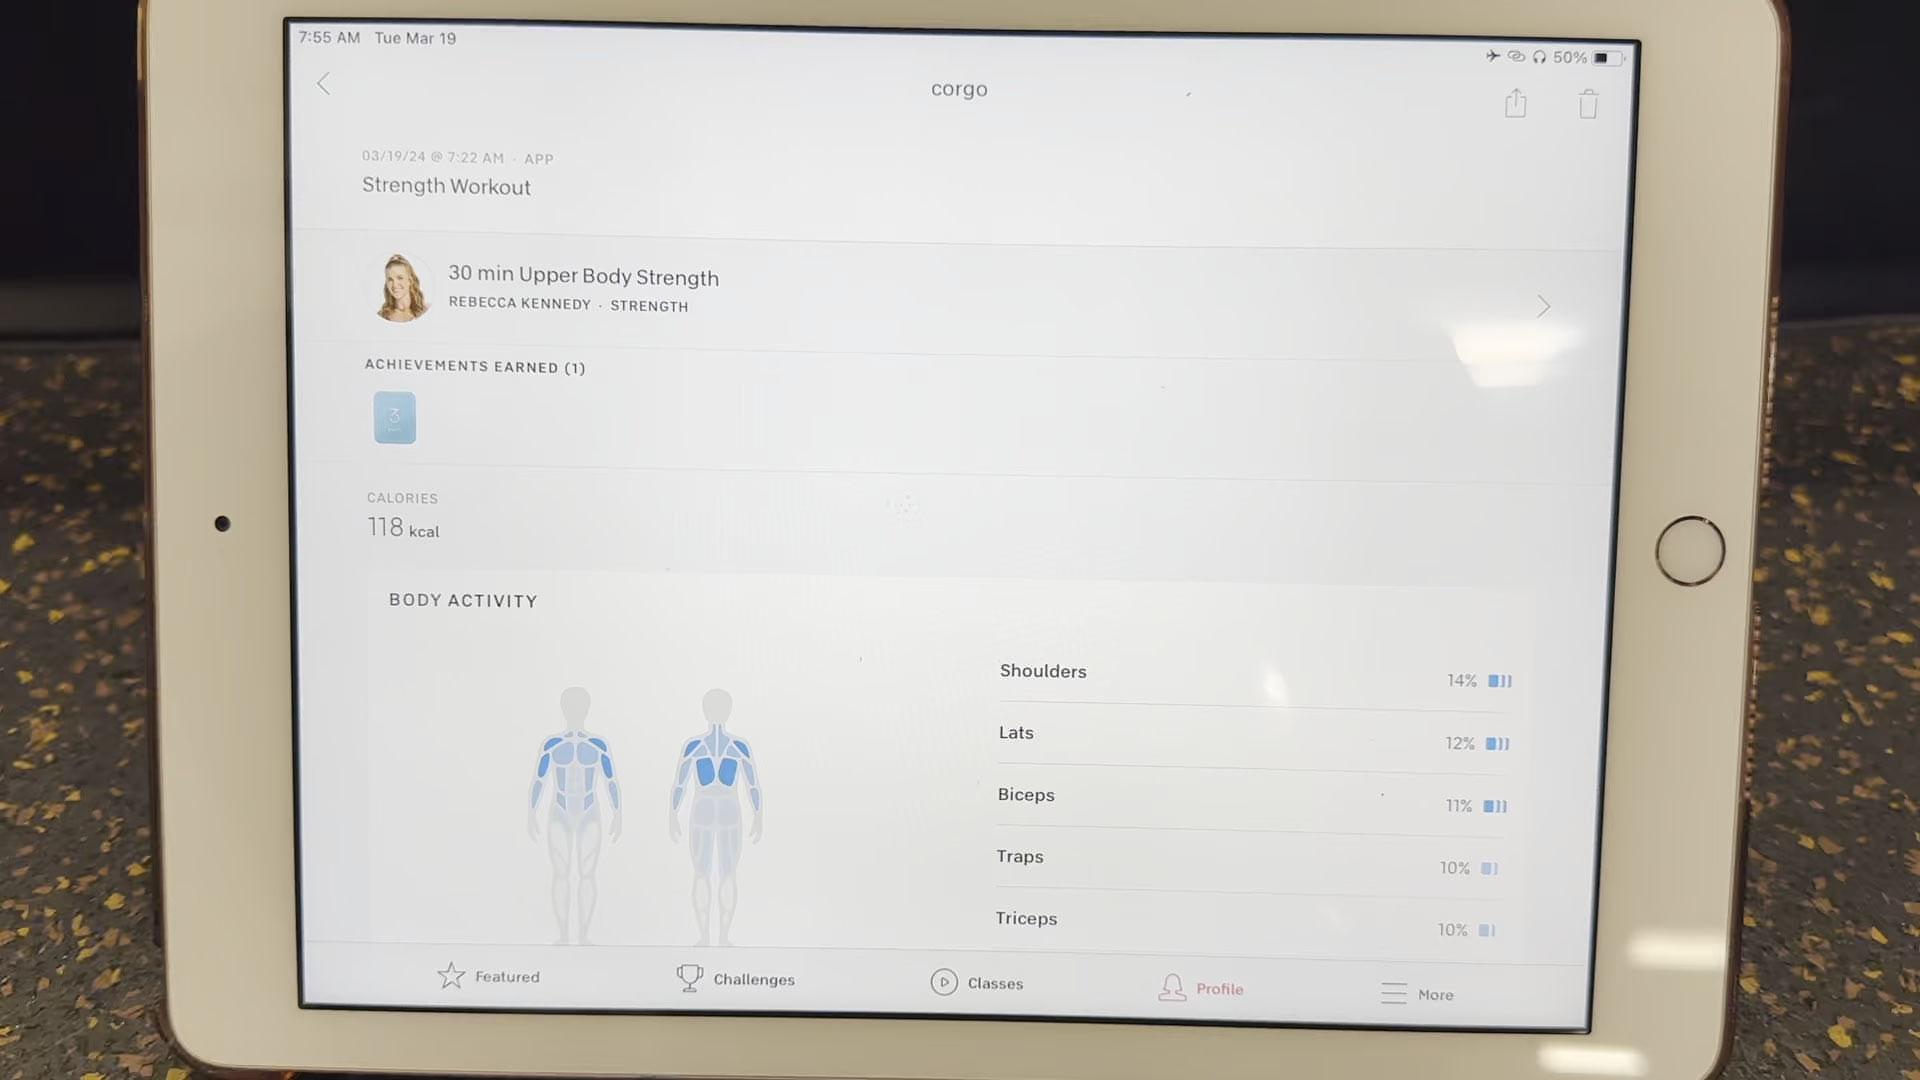 7:55 AM Tue Mar 19
50%
corgo
03/19/24 @ 7:22 AM · APP
Strength Workout
30 min Upper Body Strength
REBECCA KENNEDY · STRENGTH
ACHIEVEMENTS EARNED (1)
3
CALORIES
118 kcal
BODY ACTIVITY
Shoulders 14%
Lats 12%
Biceps 11%
Traps 10%
Triceps 10%
Featured
Challenges
Classes
Profile
More